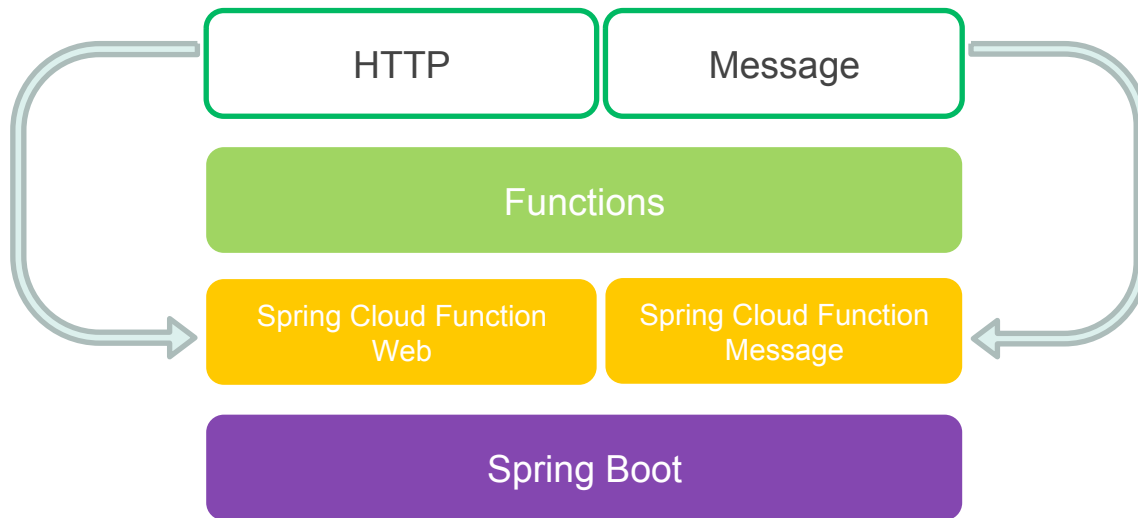 HTTP
Message
Functions
Spring Cloud Function
Web
Spring Cloud Function
Message
Spring Boot